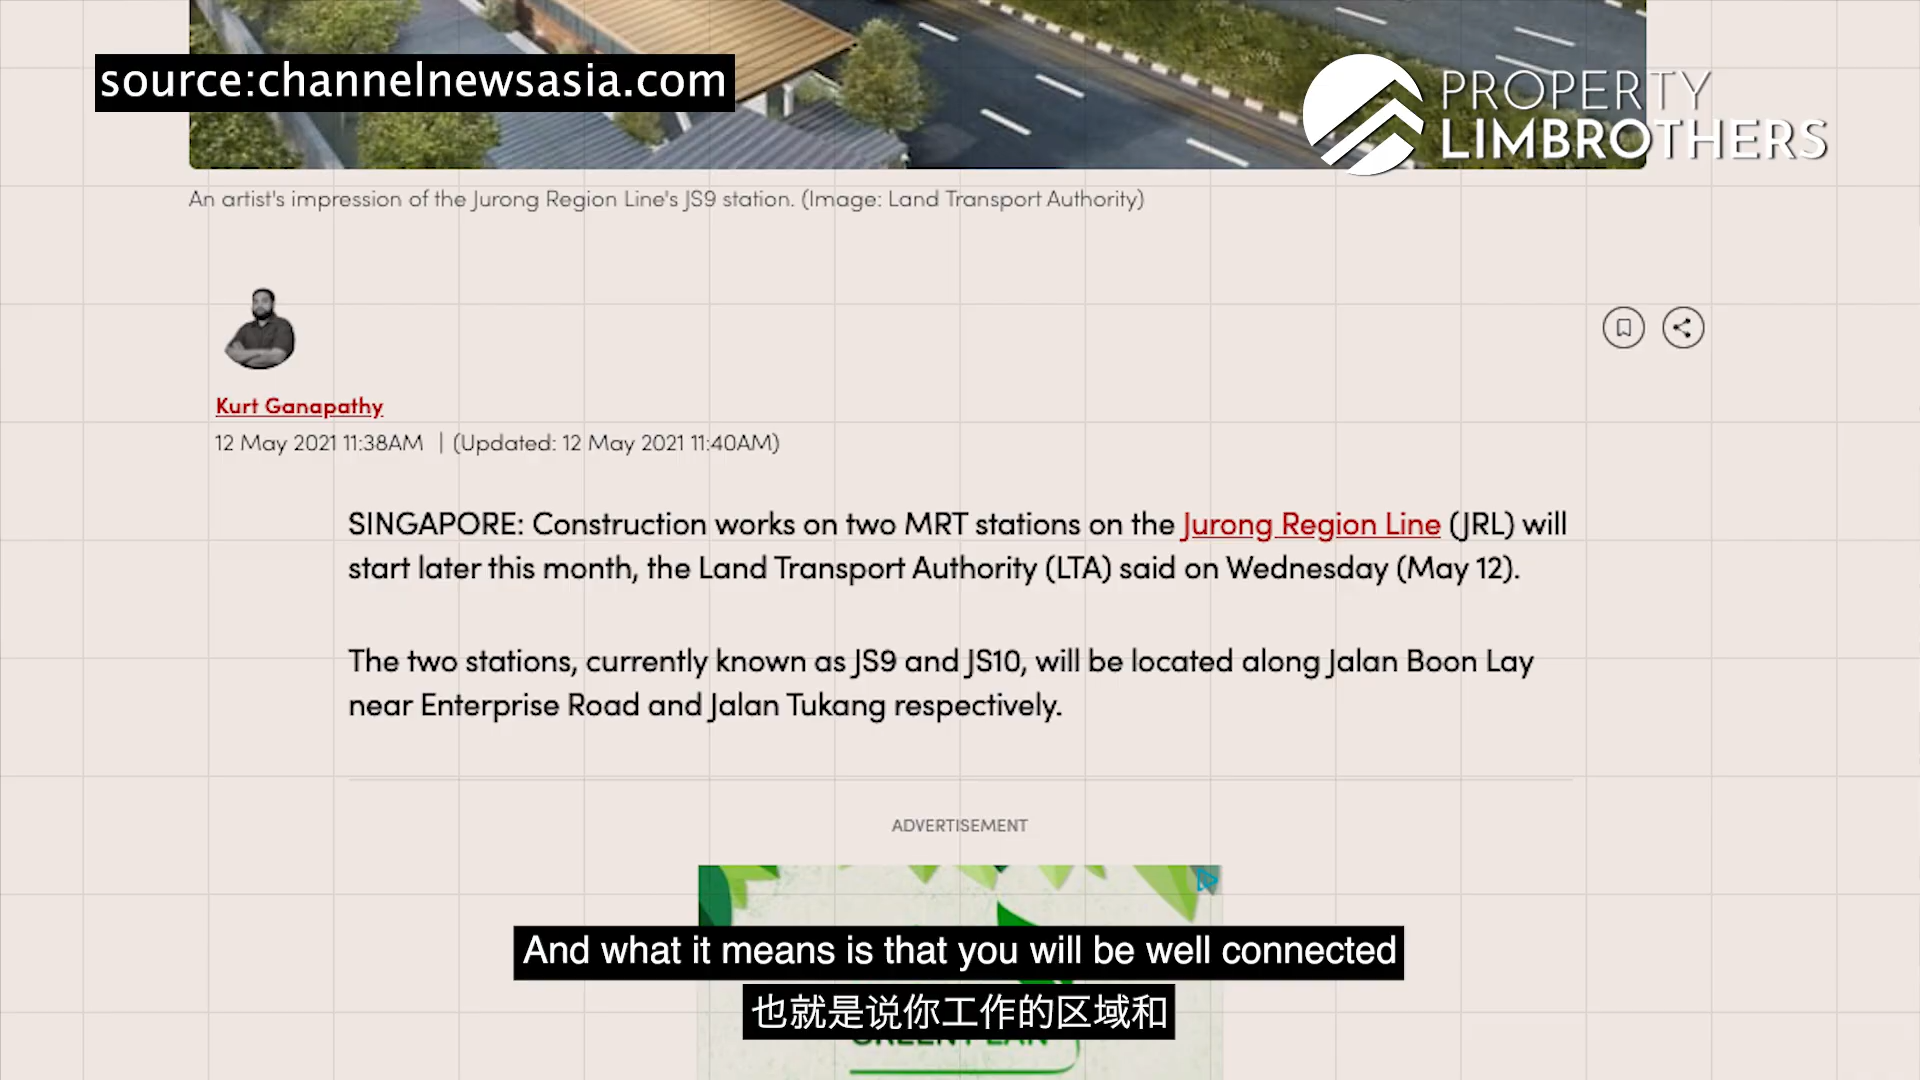 source:channelnewsasia.com
PROPERTY
LIMBROTHERS
An artist's impression of the Jurong Region Line's JS9 station. (Image: Land Transport Authority)
Kurt Ganapathy
12 May 2021 11:38AM | (Updated: 12 May 2021 11:40AM)
SINGAPORE: Construction works on two MRT stations on the Jurong Region Line (JRL) will
start later this month, the Land Transport Authority (LTA) said on Wednesday (May 12).
The two stations, currently known as JS9 and JS10, will be located along Jalan Boon Lay
near Enterprise Road and Jalan Tukang respectively.
ADVERTISEMENT
And what it means is that you will be well connected
也就是说你工作的区域和
GREEN PLAN